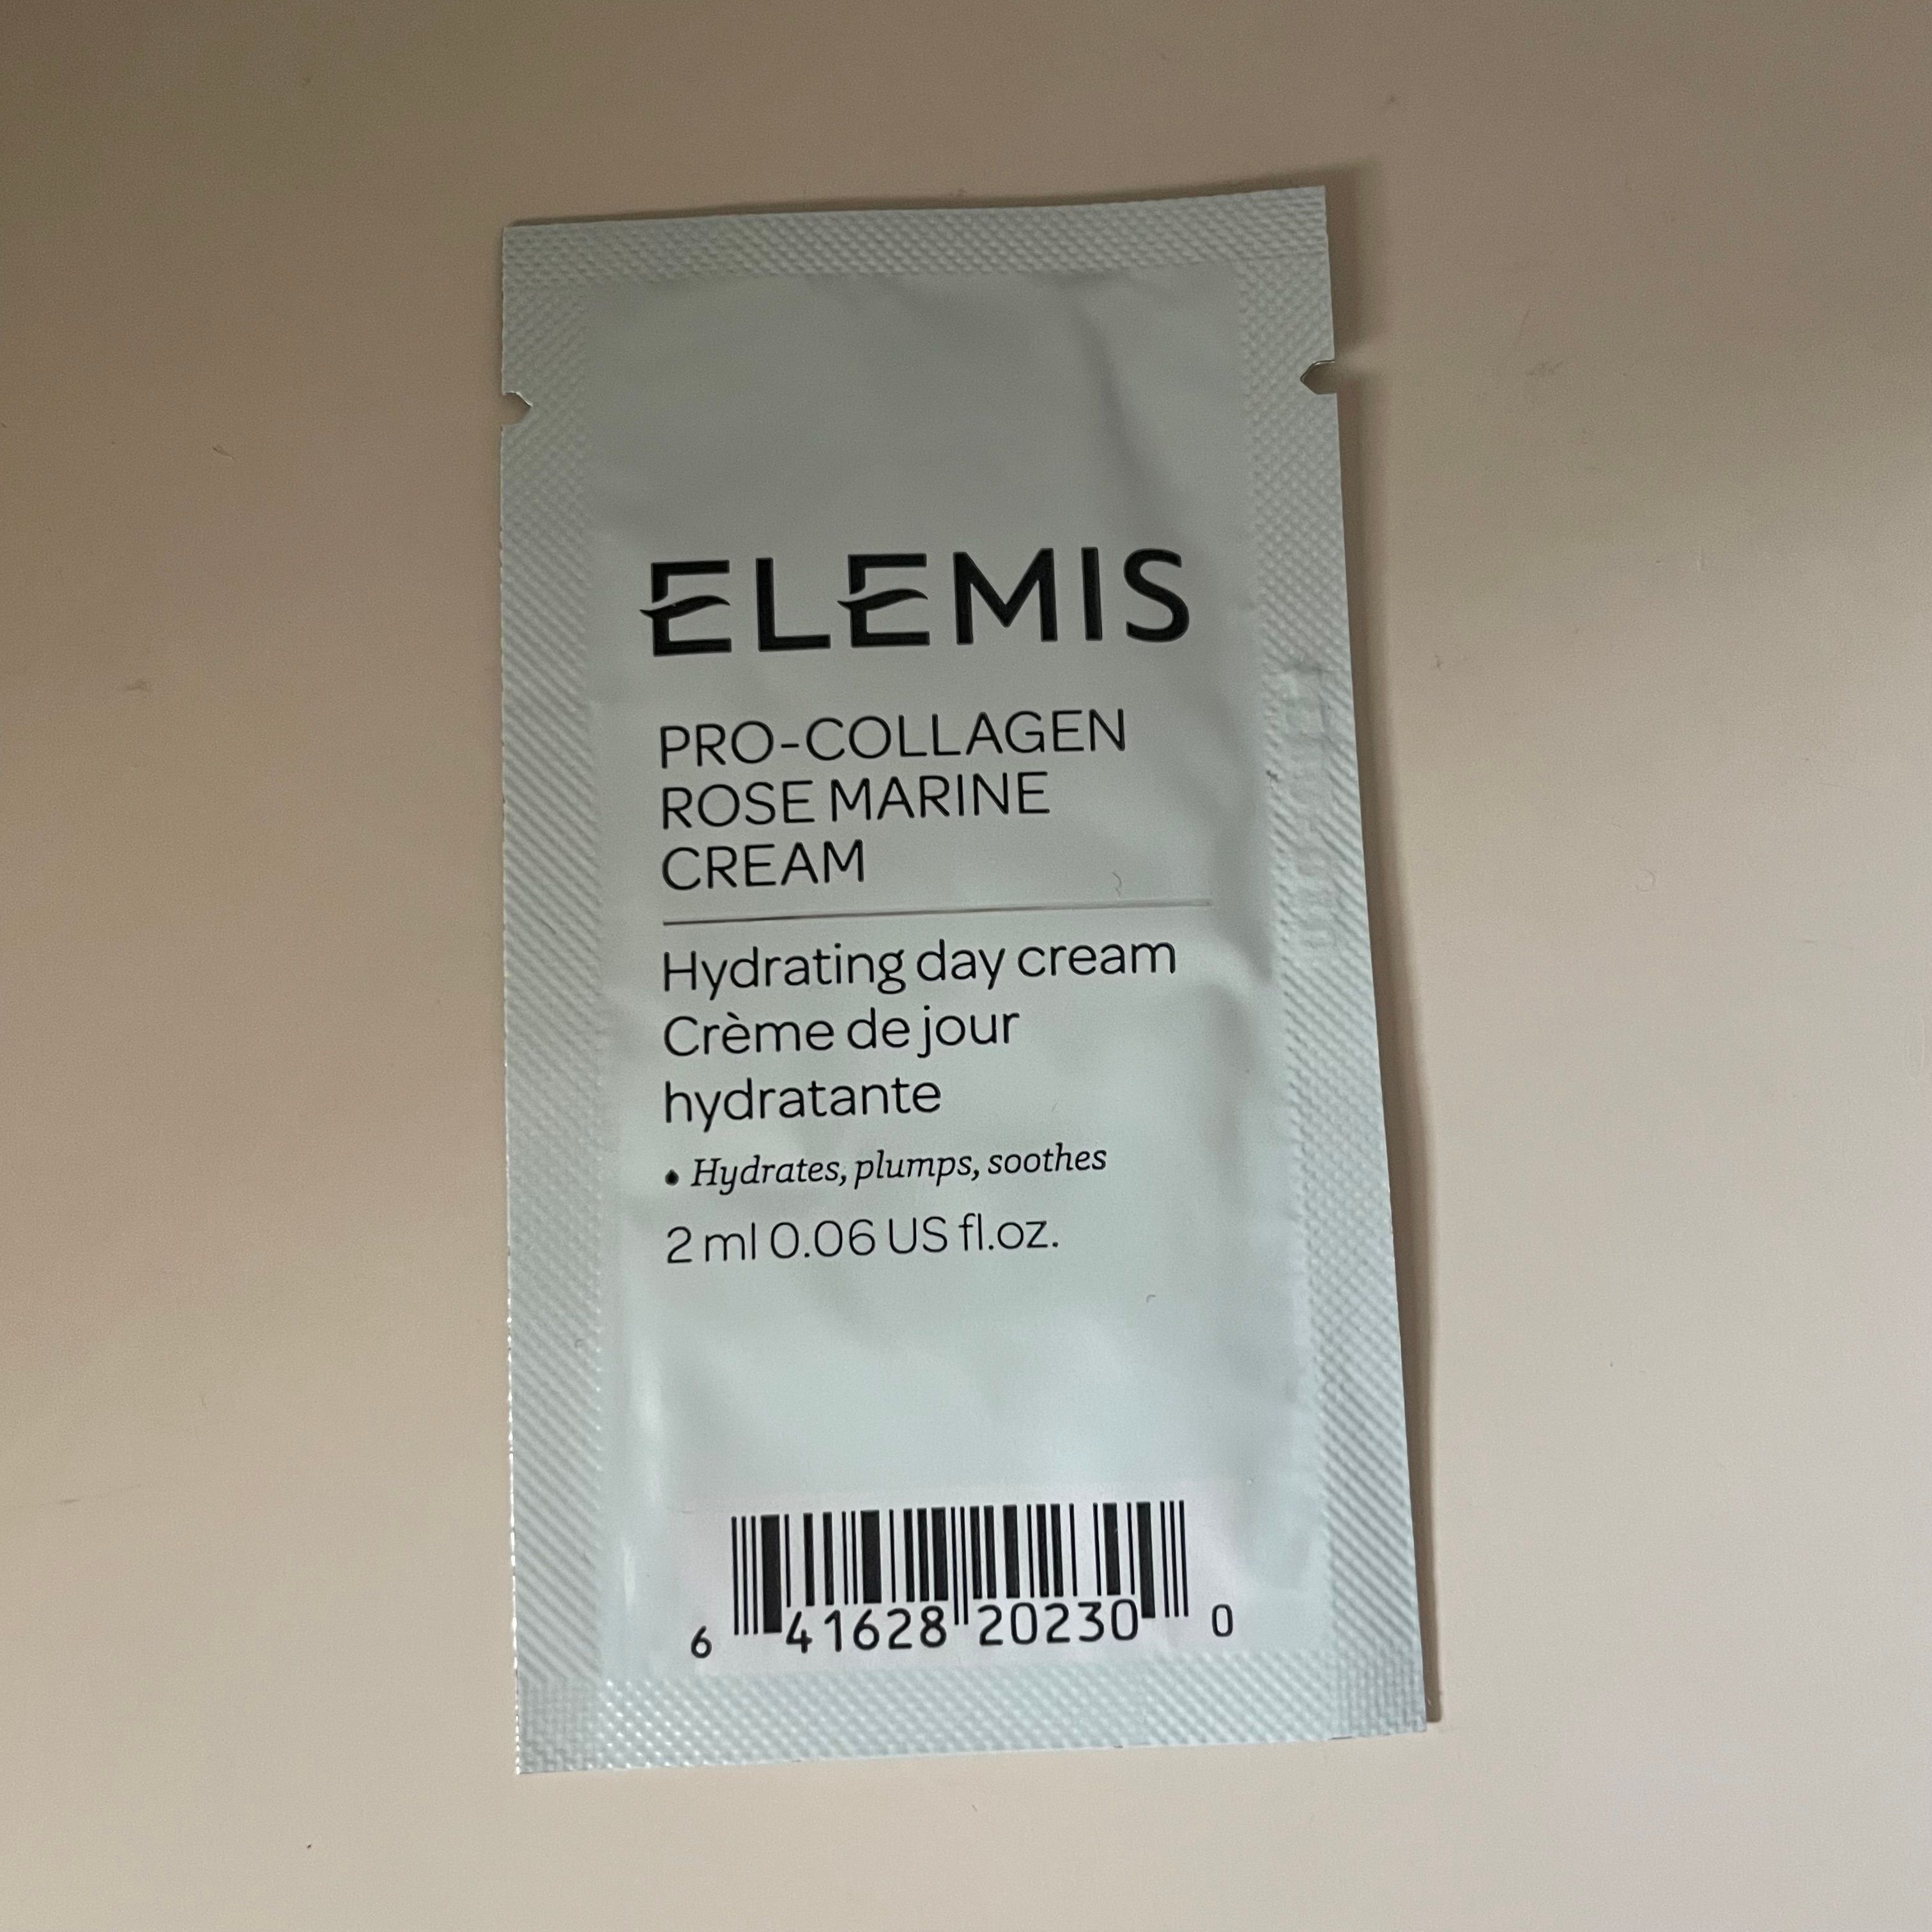 ELEMIS
PRO-COLLAGEN
ROSE MARINE
CREAM
Hydrating day cream
Crème de jour
hydratante
• Hydrates, plumps, soothes
2 ml 0.06 US fl.oz.
6 41628 20230 0